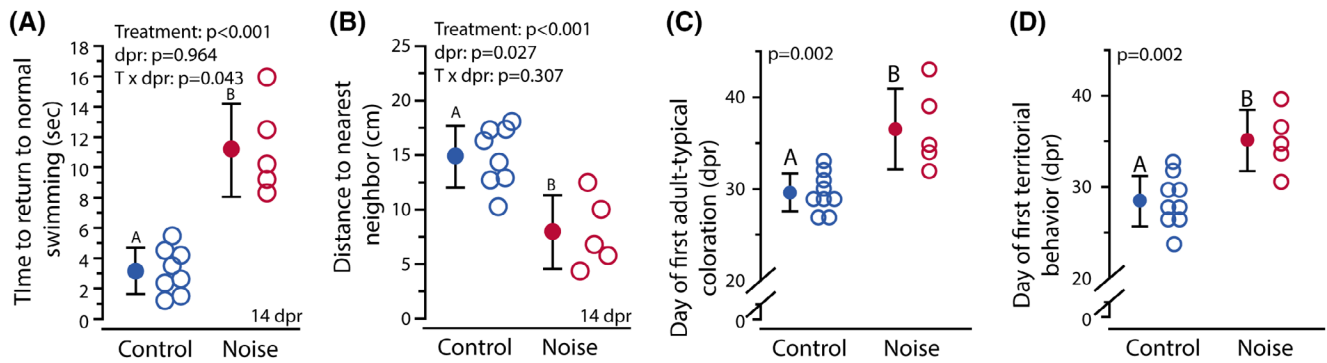 (A)
Treatment: p<0.001
dpr: p=0.964
T x dpr: p=0.043
TIme to return to normal
swimming (sec)
18
16
14
12
10
8
6
4
2
0
A
B
14 dpr
Control
Noise
(B)
Treatment: p<0.001
dpr: p=0.027
T x dpr: p=0.307
Distance to nearest
neighbor (cm)
25
20
15
10
5
0
A
B
14 dpr
Control
Noise
(C)
p=0.002
Day of first adult-typical
coloration (dpr)
40
30
20
0
A
B
Control
Noise
(D)
p=0.002
Day of first territorial
behavior (dpr)
40
30
20
0
A
B
Control
Noise